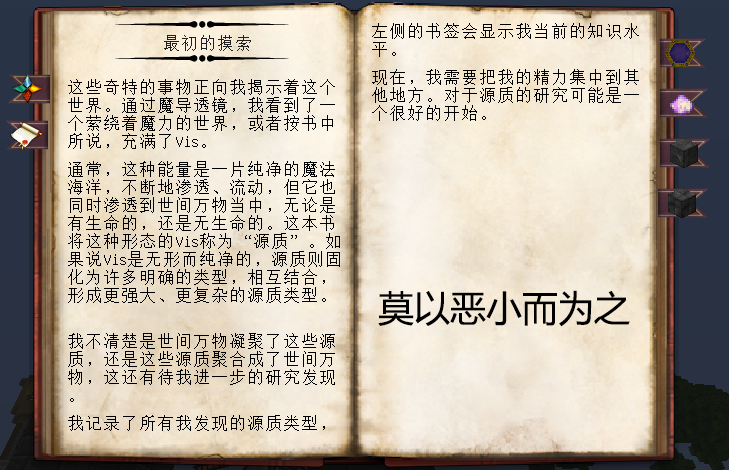 最初的摸索
这些奇特的事物正向我揭示着这个
世界。通过魔导透镜，我看到了一
个萦绕着魔力的世界，或者按书中
所说，充满了Vis。
通常，这种能量是一片纯净的魔法
海洋，不断地渗透、流动，但它也
同时渗透到世间万物当中，无论是
有生命的，还是无生命的。这本书
将这种形态的Vis称为“源质”。如
果说Vis是无形而纯净的，源质则固
化为许多明确的类型，相互结合，
形成更强大、更复杂的源质类型。
我不清楚是世间万物凝聚了这些源
质，还是这些源质聚合成了世间万
物，这还有待我进一步的研究发现
。
我记录了所有我发现的源质类型，
左侧的书签会显示我当前的知识水
平。
现在，我需要把我的精力集中到其
他地方。对于源质的研究可能是一
个很好的开始。
莫以恶小而为之